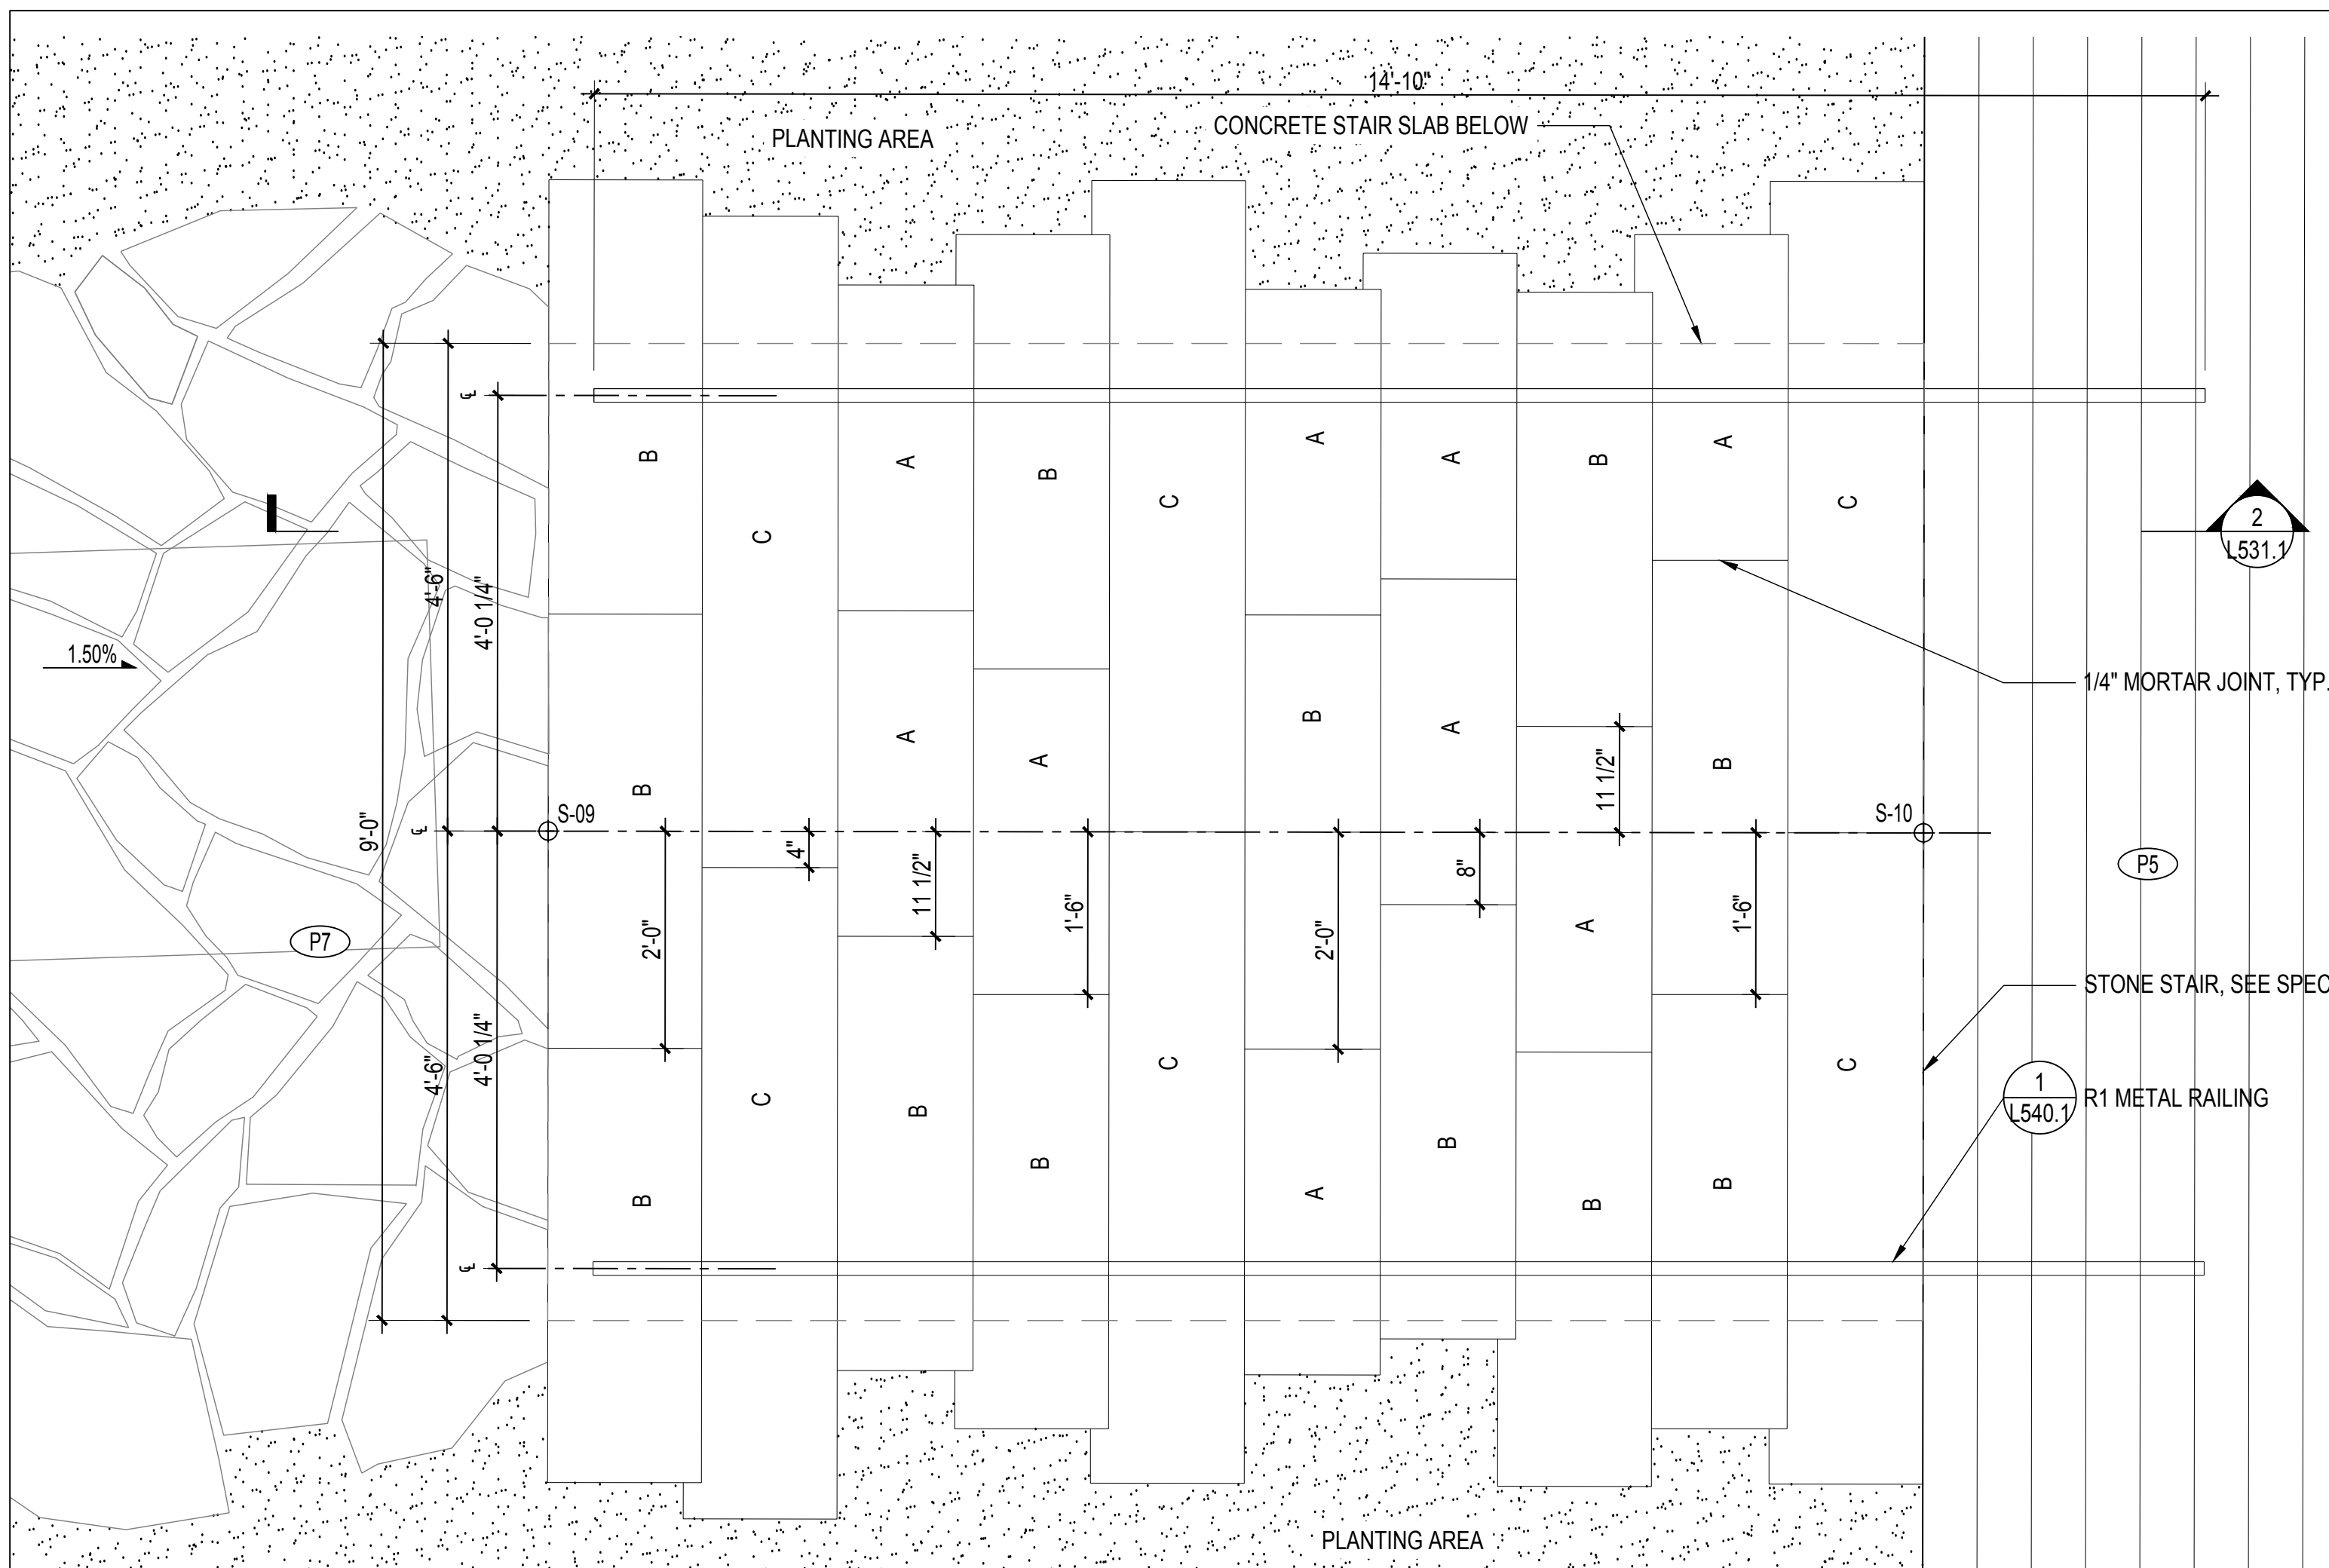 14'-10"
PLANTING AREA
CONCRETE STAIR SLAB BELOW
℄
B
C
A
B
C
A
A
B
A
C
2
L531.1
4'-6"
4'-0 1/4"
1.50%
1/4" MORTAR JOINT, TYP.
B
A
A
B
A
B
11 1/2"
9'-0"
℄
S-09
S-10
4"
11 1/2"
1'-6"
2'-0"
8"
1'-6"
2'-0"
P5
P7
A
STONE STAIR, SEE SPEC
4'-6"
4'-0 1/4"
C
B
B
C
B
C
1
L540.1
R1 METAL RAILING
B
B
A
B
B
℄
PLANTING AREA